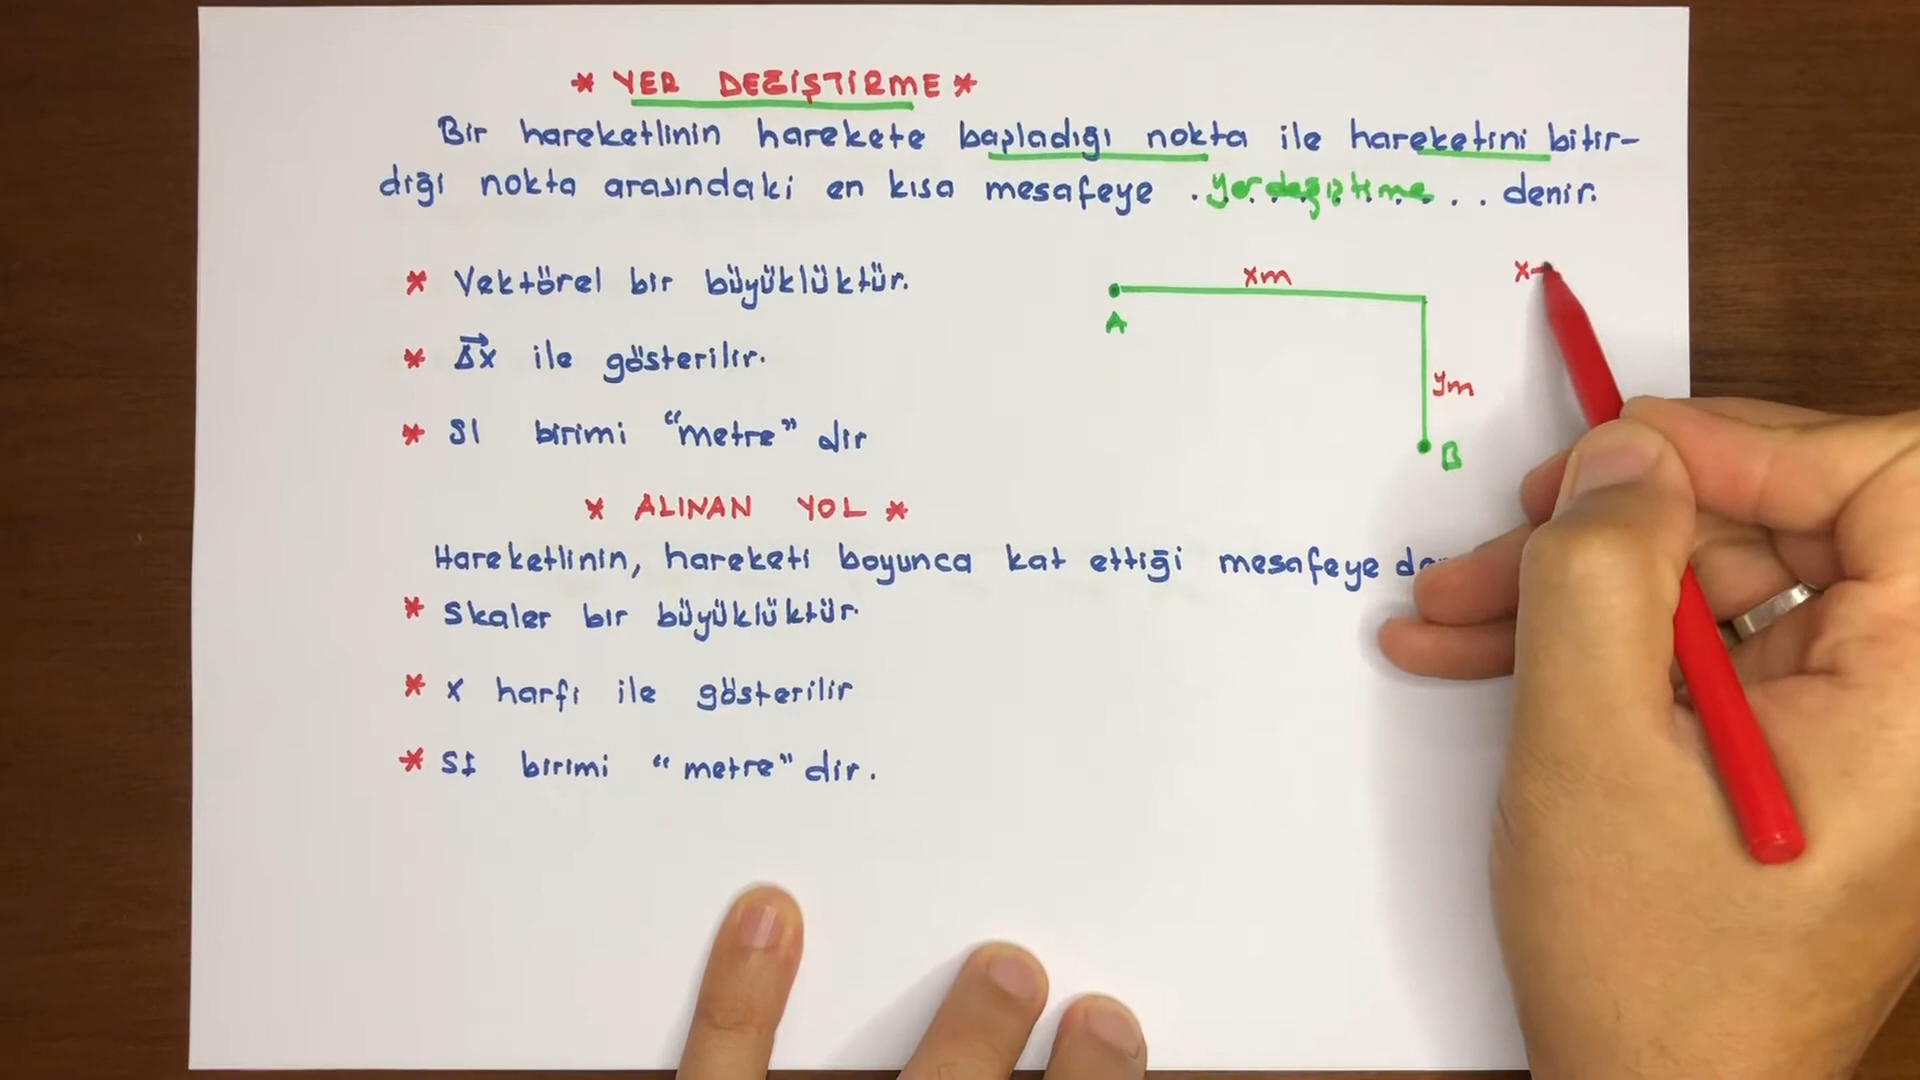 * YER DEĞİŞTİRME *
Bir hareketlinin harekete başladığı nokta ile hareketini bitir-
diği nokta arasındaki en kısa mesafeye . yerdeğiştime . . . denir.
* Vektörel bir büyüklüktür.
xm
A
* Δx ile gösterilir.
ym
* SI birimi “metre” dir
B
* ALINAN YOL *
Hareketlinin, hareketi boyunca kat ettiği mesafeye
* Skaler bir büyüklüktür.
* x harfi ile gösterilir
* SI birimi “metre” dir.